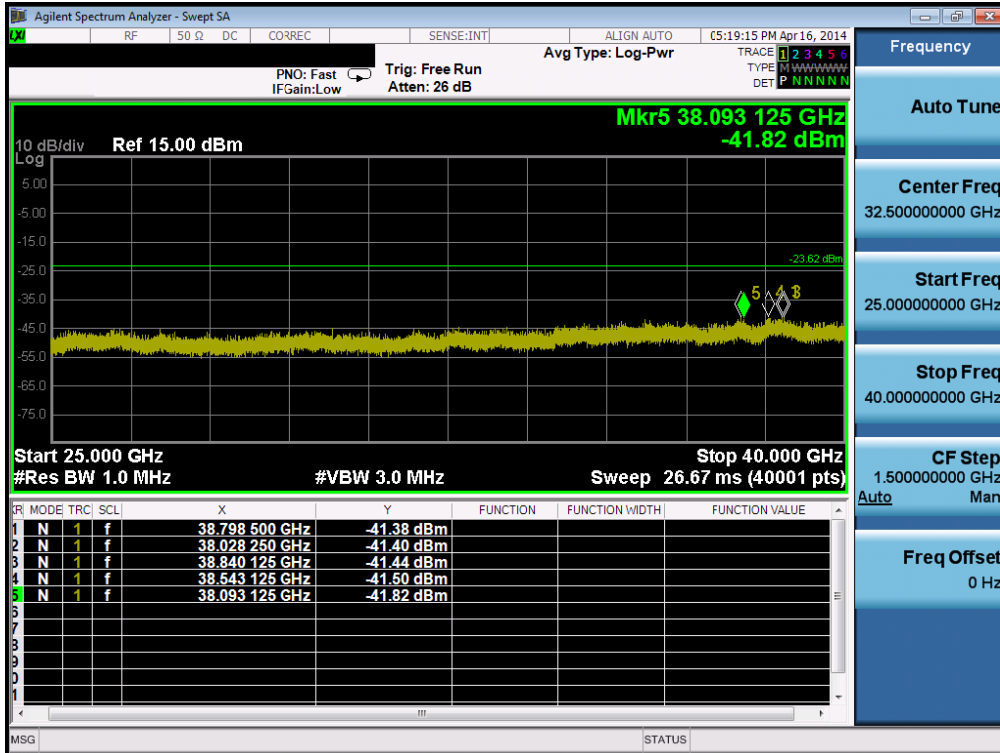 Agilent Spectrum Analyzer - Swept SA
LXI RF 50 Ω DC CORREC SENSE:INT ALIGN AUTO 05:19:15 PM Apr 16, 2014
PNO: Fast
IFGain:Low
Trig: Free Run
Atten: 26 dB
Avg Type: Log-Pwr
TRACE 1 2 3 4 5 6
TYPE M WWWWW
DET P N N N N N
Mkr5 38.093 125 GHz
-41.82 dBm
10 dB/div Ref 15.00 dBm
Log
5.00
-5.00
-15.0
-23.62 dBm
-25.0
-35.0
5 4 3
-45.0
-55.0
-65.0
-75.0
Start 25.000 GHz Stop 40.000 GHz
#Res BW 1.0 MHz #VBW 3.0 MHz Sweep 26.67 ms (40001 pts)
MODE TRC SCL X Y FUNCTION FUNCTION WIDTH FUNCTION VALUE
1 N 1 f 38.798 500 GHz -41.38 dBm
2 N 1 f 38.028 250 GHz -41.40 dBm
3 N 1 f 38.840 125 GHz -41.44 dBm
4 N 1 f 38.543 125 GHz -41.50 dBm
5 N 1 f 38.093 125 GHz -41.82 dBm
6
7
8
9
0
1
MSG STATUS
Frequency
Auto Tune
Center Freq
32.500000000 GHz
Start Freq
25.000000000 GHz
Stop Freq
40.000000000 GHz
CF Step
1.500000000 GHz
Auto Man
Freq Offset
0 Hz